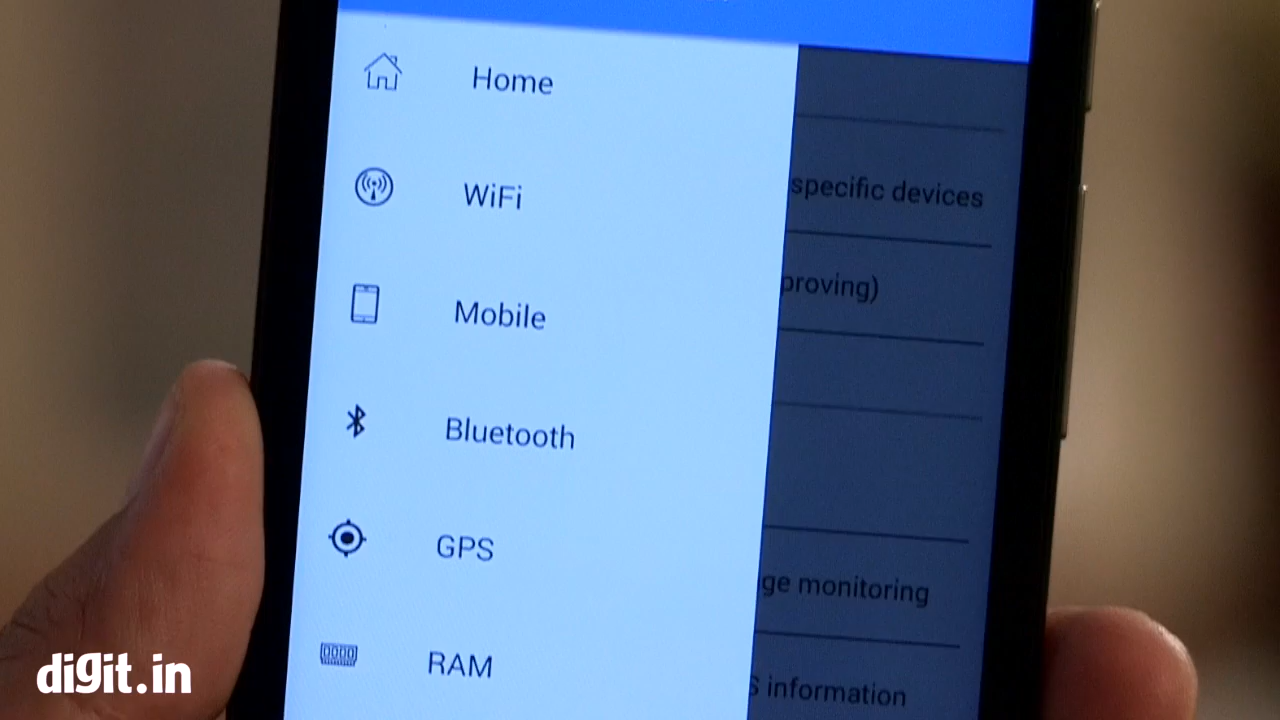 Home
WiFi
specific devices
proving)
Mobile
Bluetooth
GPS
ge monitoring
RAM
S information
digit.in